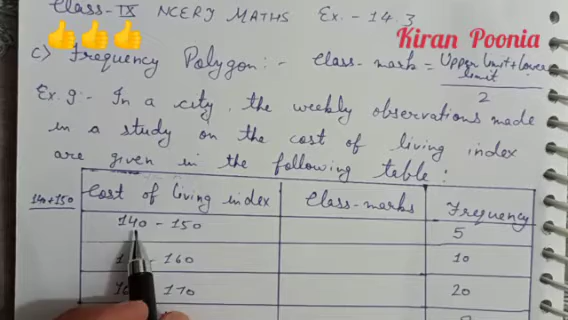 Class-IX NCERT MATHS Ex.- 14.3
Kiran Poonia
c) Frequency Polygon:- Class-mark = Upper limit + Lower limit
2
Ex. 9:- In a city, the weekly observations made
in a study on the cost of living index
are given in the following table:
140+150
Cost of living index Class-marks Frequency
140 - 150 5
160 10
170 20